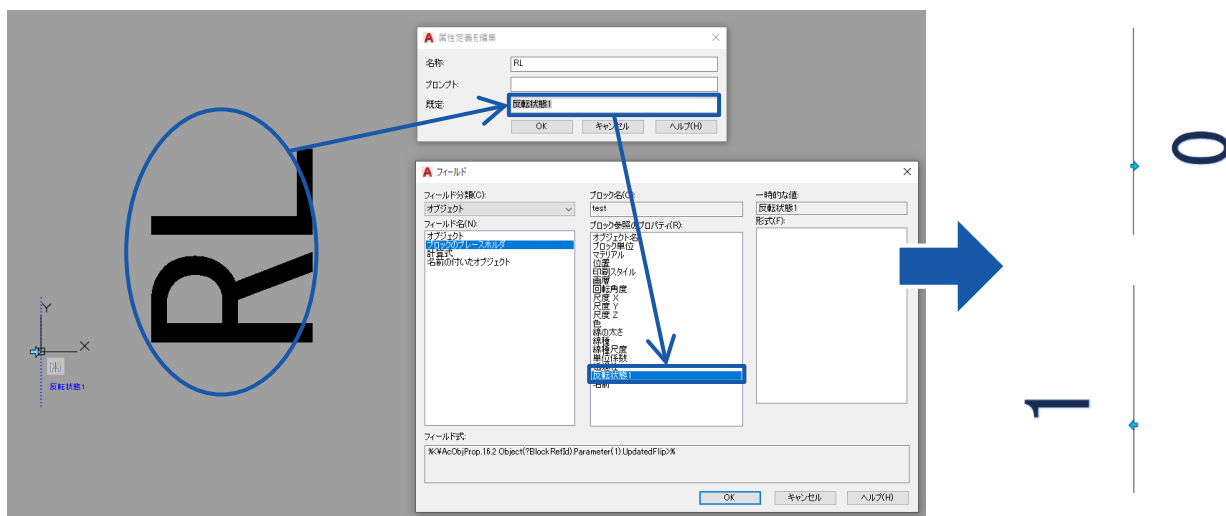 属性定義を編集
名称:
RL
プロンプト:
既定:
反転状態1
OK
キャンセル
ヘルプ(H)
RL
Y
X
反転状態1
フィールド
フィールド分類(C):
オブジェクト
フィールド名(N):
オブジェクト
ブロックのプレースホルダ
計算式
名前の付いたオブジェクト
ブロック名(O):
test
ブロック参照のプロパティ(R):
オブジェクト名
ブロック単位
マテリアル
位置
印刷スタイル
画層
回転角度
尺度 X
尺度 Y
尺度 Z
色
線の太さ
線種
線種尺度
単位係数
反転状態1
名前
一時的な値:
反転状態1
形式(F):
フィールド式:
%<¥AcObjProp.16.2 Object(?BlockRefId).Parameter(1).UpdatedFlip>%
OK
キャンセル
ヘルプ(H)
0
1